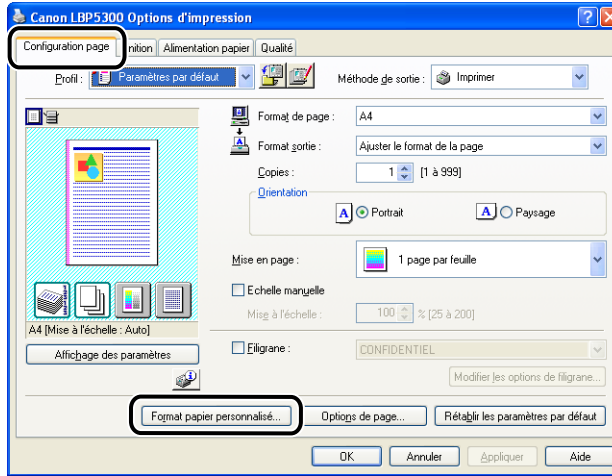 Canon LBP5300 Options d'impression
Configuration page nition Alimentation papier Qualité
Profil : Paramètres par défaut Méthode de sortie : Imprimer
Format de page : A4
Format sortie : Ajuster le format de la page
Copies : 1 [1 à 999]
Orientation
A Portrait A Paysage
Mise en page : 1 page par feuille
Echelle manuelle
Mise à l'échelle : 100 % [25 à 200]
A4 [Mise à l'échelle : Auto]
Affichage des paramètres
Filigrane : CONFIDENTIEL
Modifier les options de filigrane...
Format papier personnalisé... Options de page... Rétablir les paramètres par défaut
OK Annuler Appliquer Aide